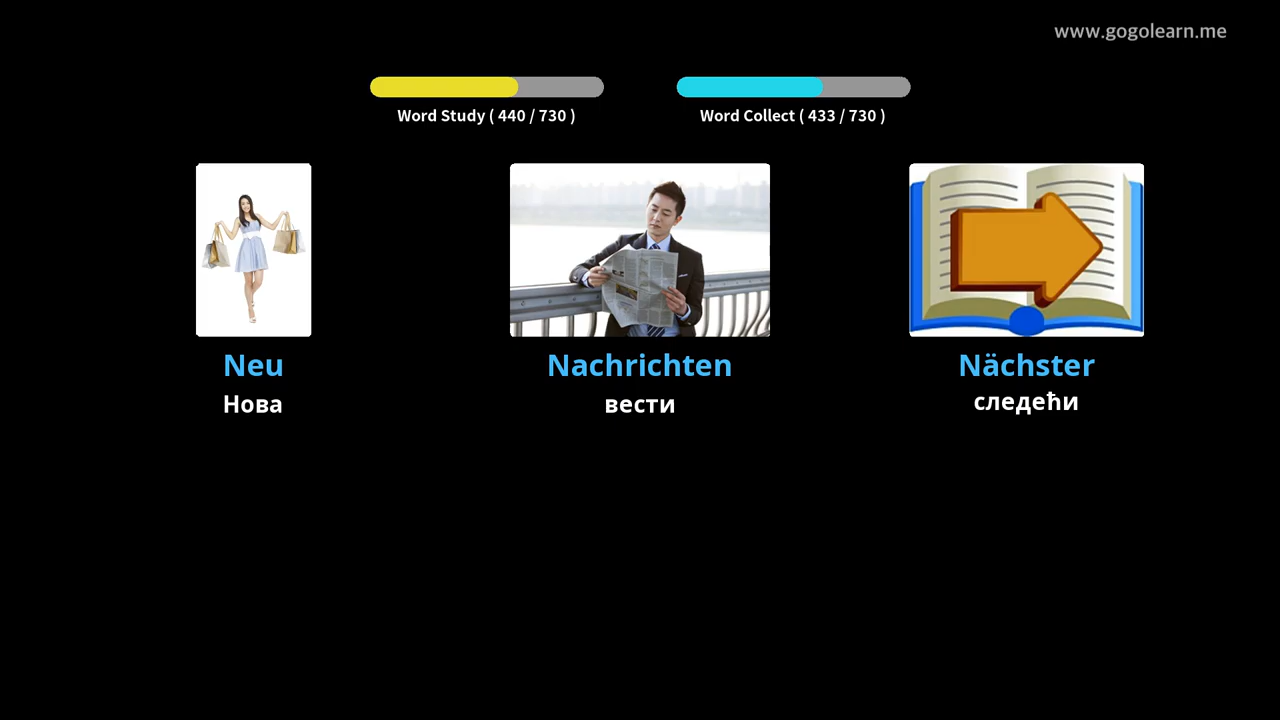 www.gogolearn.me
Word Study ( 440 / 730 )
Word Collect ( 433 / 730 )
Neu
Нова
Nachrichten
вести
Nächster
следећи